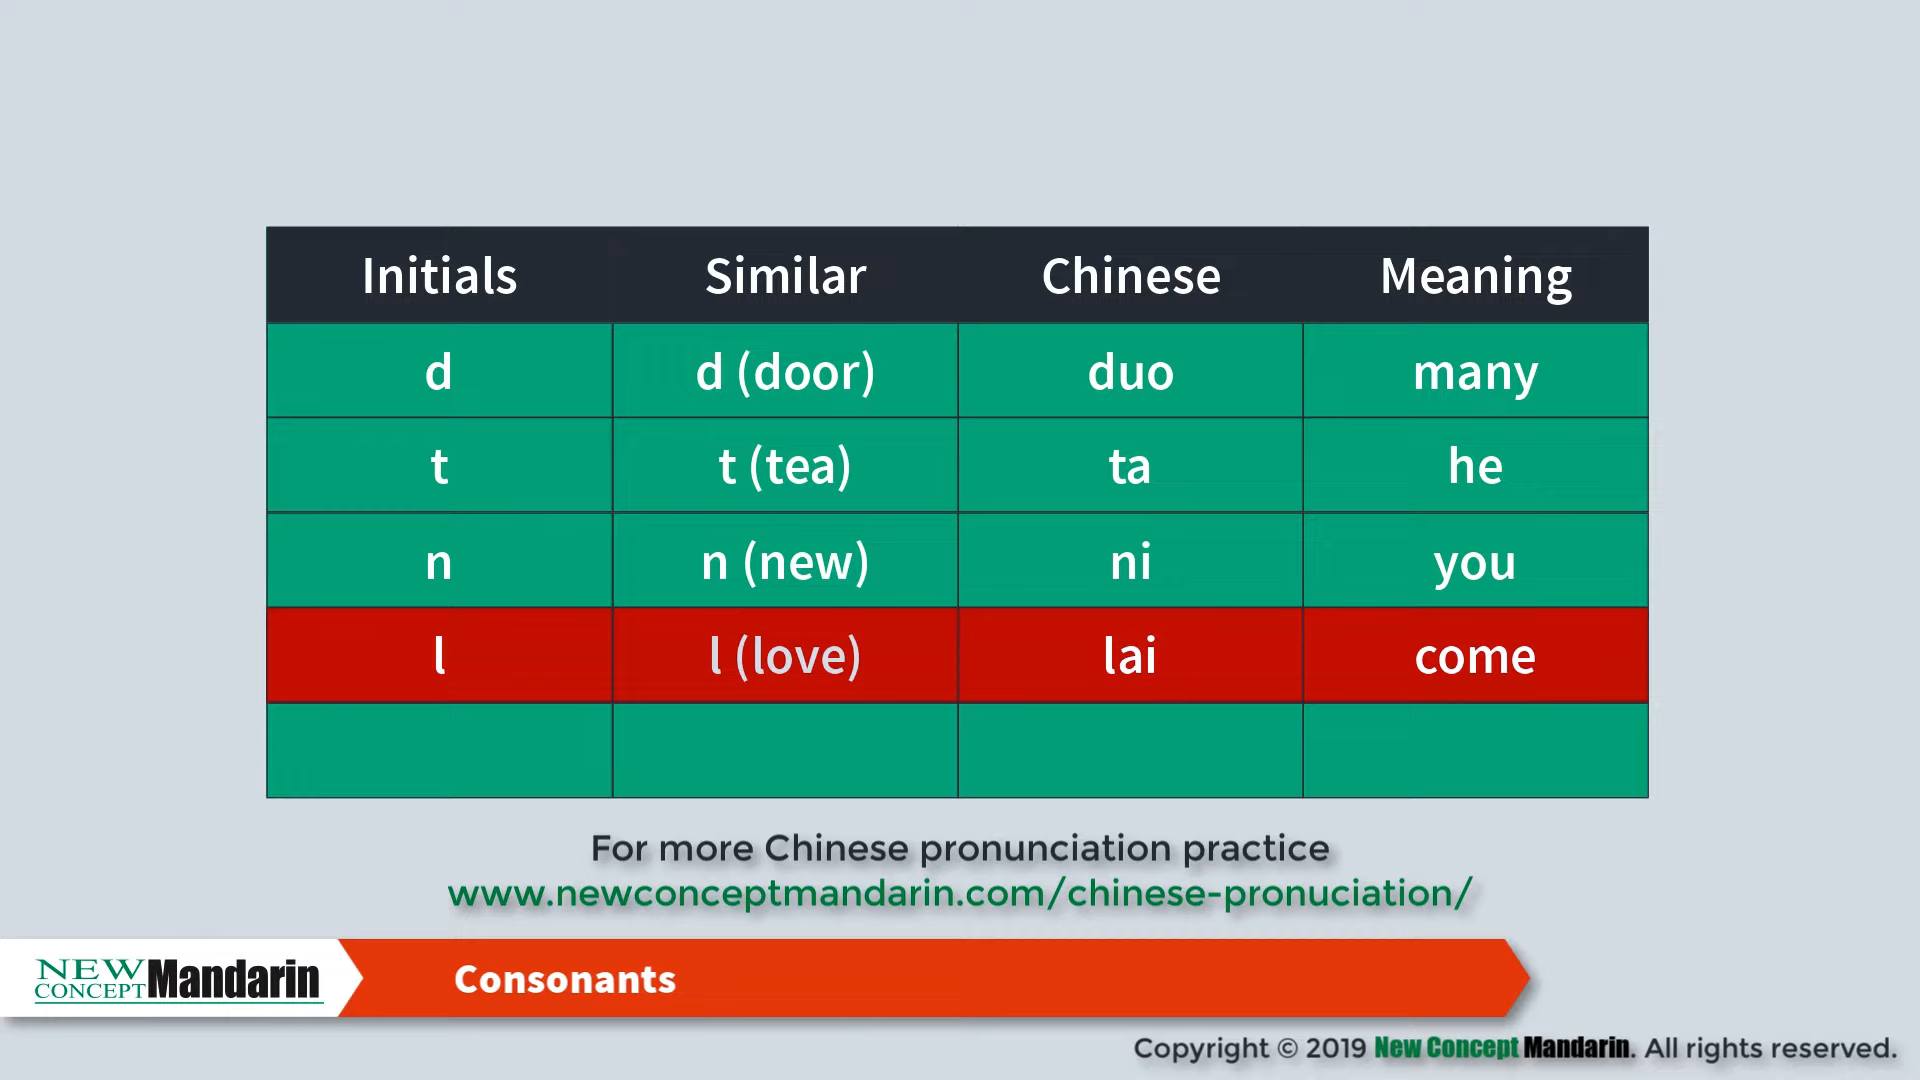 Initials Similar Chinese Meaning
d d (door) duo many
t t (tea) ta he
n n (new) ni you
l l (love) lai come
For more Chinese pronunciation practice
www.newconceptmandarin.com/chinese-pronuciation/
NEW CONCEPT Mandarin
Consonants
Copyright © 2019 New Concept Mandarin. All rights reserved.